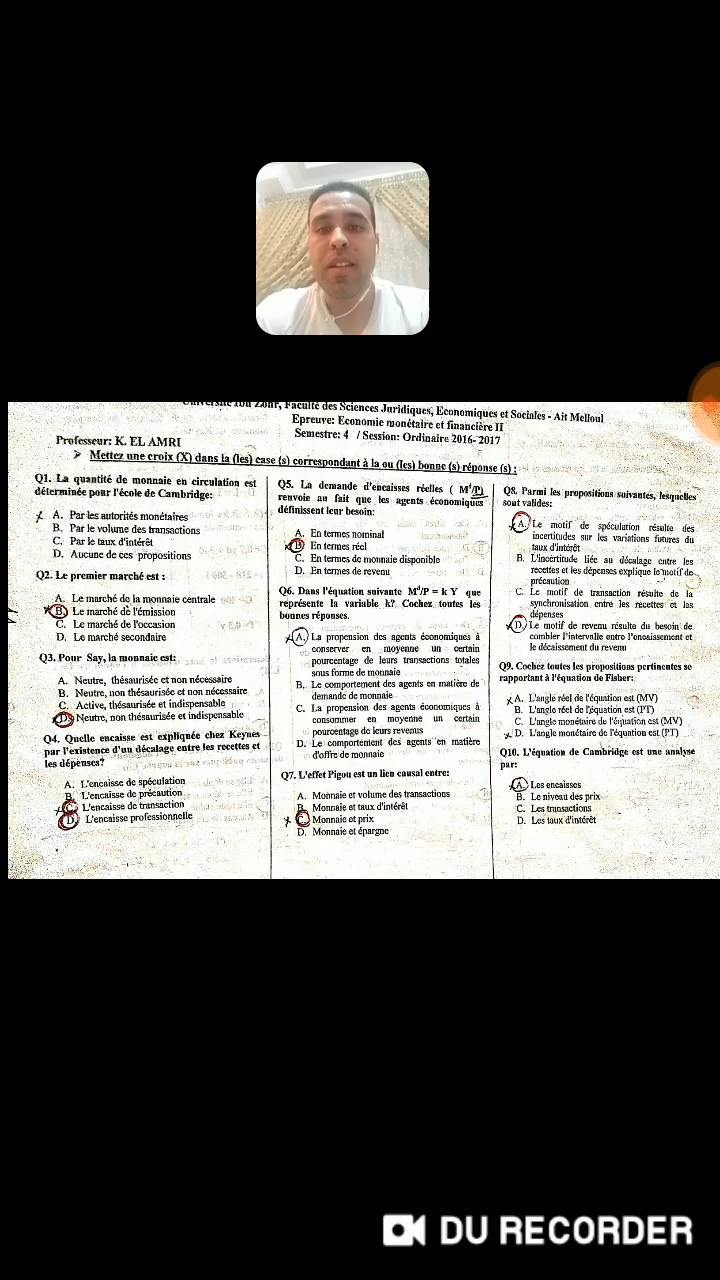 Université Ibn Zohr, Faculté des Sciences Juridiques, Economiques et Sociales - Ait Melloul
Epreuve: Economie monétaire et financière II
Semestre: 4 / Session: Ordinaire 2016-2017
Professeur: K. EL AMRI
➤ Mettez une croix (X) dans la (les) case (s) correspondant à la ou (les) bonne (s) réponse (s) :
Q1. La quantité de monnaie en circulation est
déterminée pour l'école de Cambridge:
A. Par les autorités monétaires
B. Par le volume des transactions
C. Par le taux d'intérêt
D. Aucune de ces propositions
Q2. Le premier marché est :
A. Le marché de la monnaie centrale
B. Le marché de l'émission
C. Le marché de l'occasion
D. Le marché secondaire
Q3. Pour Say, la monnaie est:
A. Neutre, thésaurisée et non nécessaire
B. Neutre, non thésaurisée et non nécessaire
C. Active, thésaurisée et indispensable
D. Neutre, non thésaurisée et indispensable
Q4. Quelle encaisse est expliquée chez Keynes
par l'existence d'un décalage entre les recettes et
les dépenses?
A. L'encaisse de spéculation
B. L'encaisse de précaution
C. L'encaisse de transaction
D. L'encaisse professionnelle
Q5. La demande d'encaisses réelles ( Mᵈ/P)
renvoie au fait que les agents économiques
définissent leur besoin:
A. En termes nominal
B. En termes réel
C. En termes de monnaie disponible
D. En termes de revenu
Q6. Dans l'équation suivante Mᵈ/P = k Y que
représente la variable k? Cochez toutes les
bonnes réponses.
A. La propension des agents économiques à
conserver en moyenne un certain
pourcentage de leurs transactions totales
sous forme de monnaie
B. Le comportement des agents en matière de
demande de monnaie
C. La propension des agents économiques à
consommer en moyenne un certain
pourcentage de leurs revenus
D. Le comportement des agents en matière
d'offre de monnaie
Q7. L'effet Pigou est un lien causal entre:
A. Monnaie et volume des transactions
B. Monnaie et taux d'intérêt
C. Monnaie et prix
D. Monnaie et épargne
Q8. Parmi les propositions suivantes, lesquelles
sont valides:
A. Le motif de spéculation résulte des
incertitudes sur les variations futures du
taux d'intérêt
B. L'incertitude liée au décalage entre les
recettes et les dépenses explique le motif de
précaution
C. Le motif de transaction résulte de la
synchronisation entre les recettes et les
dépenses
D. Le motif de revenu résulte du besoin de
combler l'intervalle entre l'encaissement et
le décaissement du revenu
Q9. Cochez toutes les propositions pertinentes se
rapportant à l'équation de Fisher:
A. L'angle réel de l'équation est (MV)
B. L'angle réel de l'équation est (PT)
C. L'angle monétaire de l'équation est (MV)
D. L'angle monétaire de l'équation est (PT)
Q10. L'équation de Cambridge est une analyse
par:
A. Les encaisses
B. Le niveau des prix
C. Les transactions
D. Les taux d'intérêt
DU RECORDER